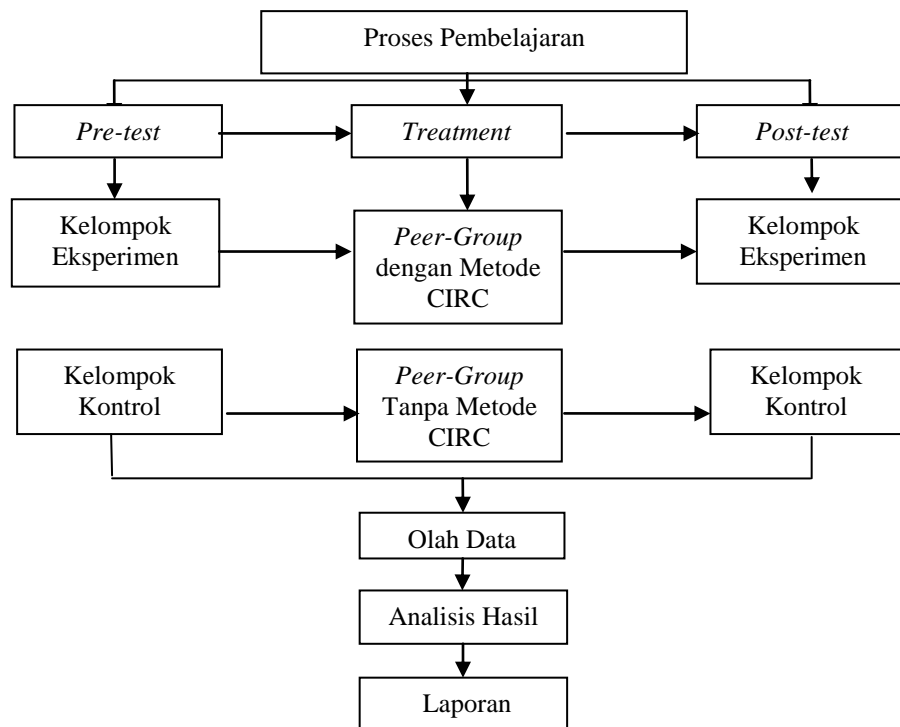 Proses Pembelajaran
Pre-test
Treatment
Post-test
Kelompok
Eksperimen
Peer-Group
dengan Metode
CIRC
Kelompok
Eksperimen
Kelompok
Kontrol
Peer-Group
Tanpa Metode
CIRC
Kelompok
Kontrol
Olah Data
Analisis Hasil
Laporan